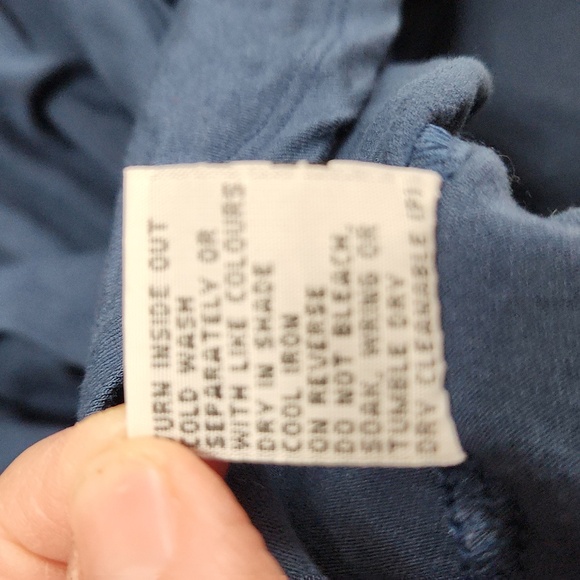 TURN INSIDE OUT
COLD WASH
SEPARATELY OR
WITH LIKE COLOURS
DRY IN SHADE
COOL IRON
ON REVERSE
DO NOT BLEACH,
SOAK, WRING OR
TUMBLE DRY
DRY CLEANABLE (P)